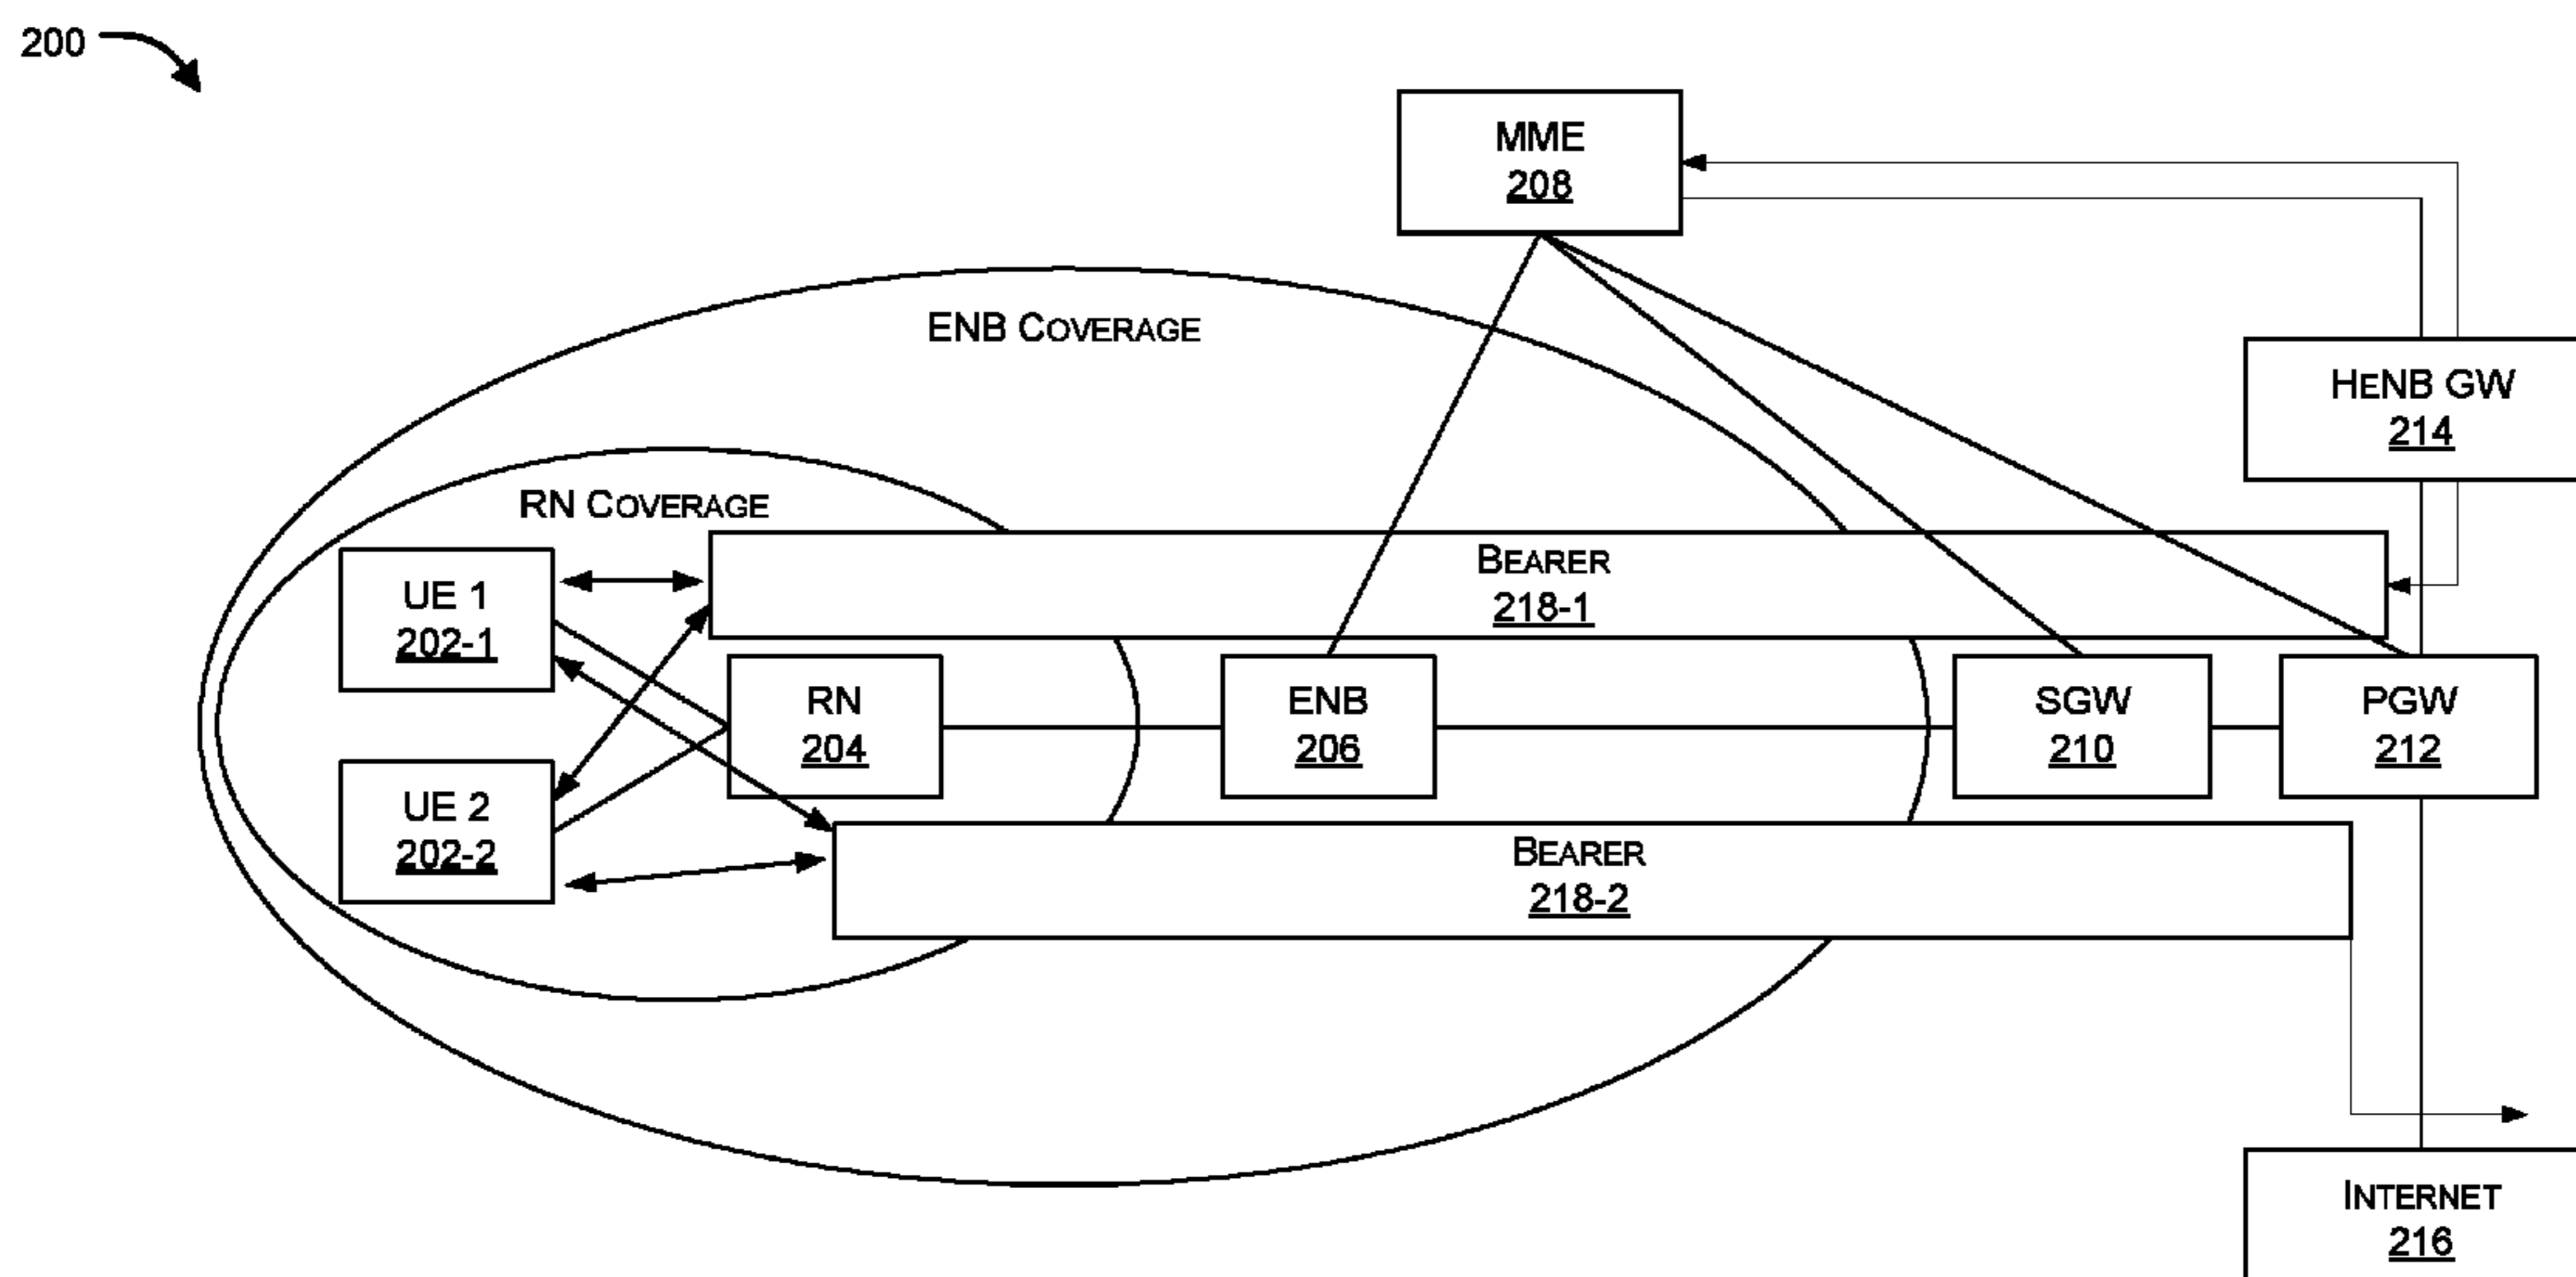 200
MME
208
ENB COVERAGE
HENB GW
214
RN COVERAGE
UE 1
202-1
BEARER
218-1
RN
204
ENB
206
SGW
210
PGW
212
UE 2
202-2
BEARER
218-2
INTERNET
216